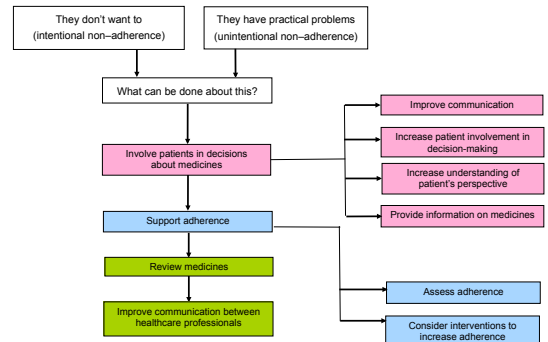 They don't want to
(intentional non–adherence)
They have practical problems
(unintentional non–adherence)
What can be done about this?
Involve patients in decisions
about medicines
Improve communication
Increase patient involvement in
decision-making
Increase understanding of
patient's perspective
Provide information on medicines
Support adherence
Review medicines
Improve communication between
healthcare professionals
Assess adherence
Consider interventions to
increase adherence